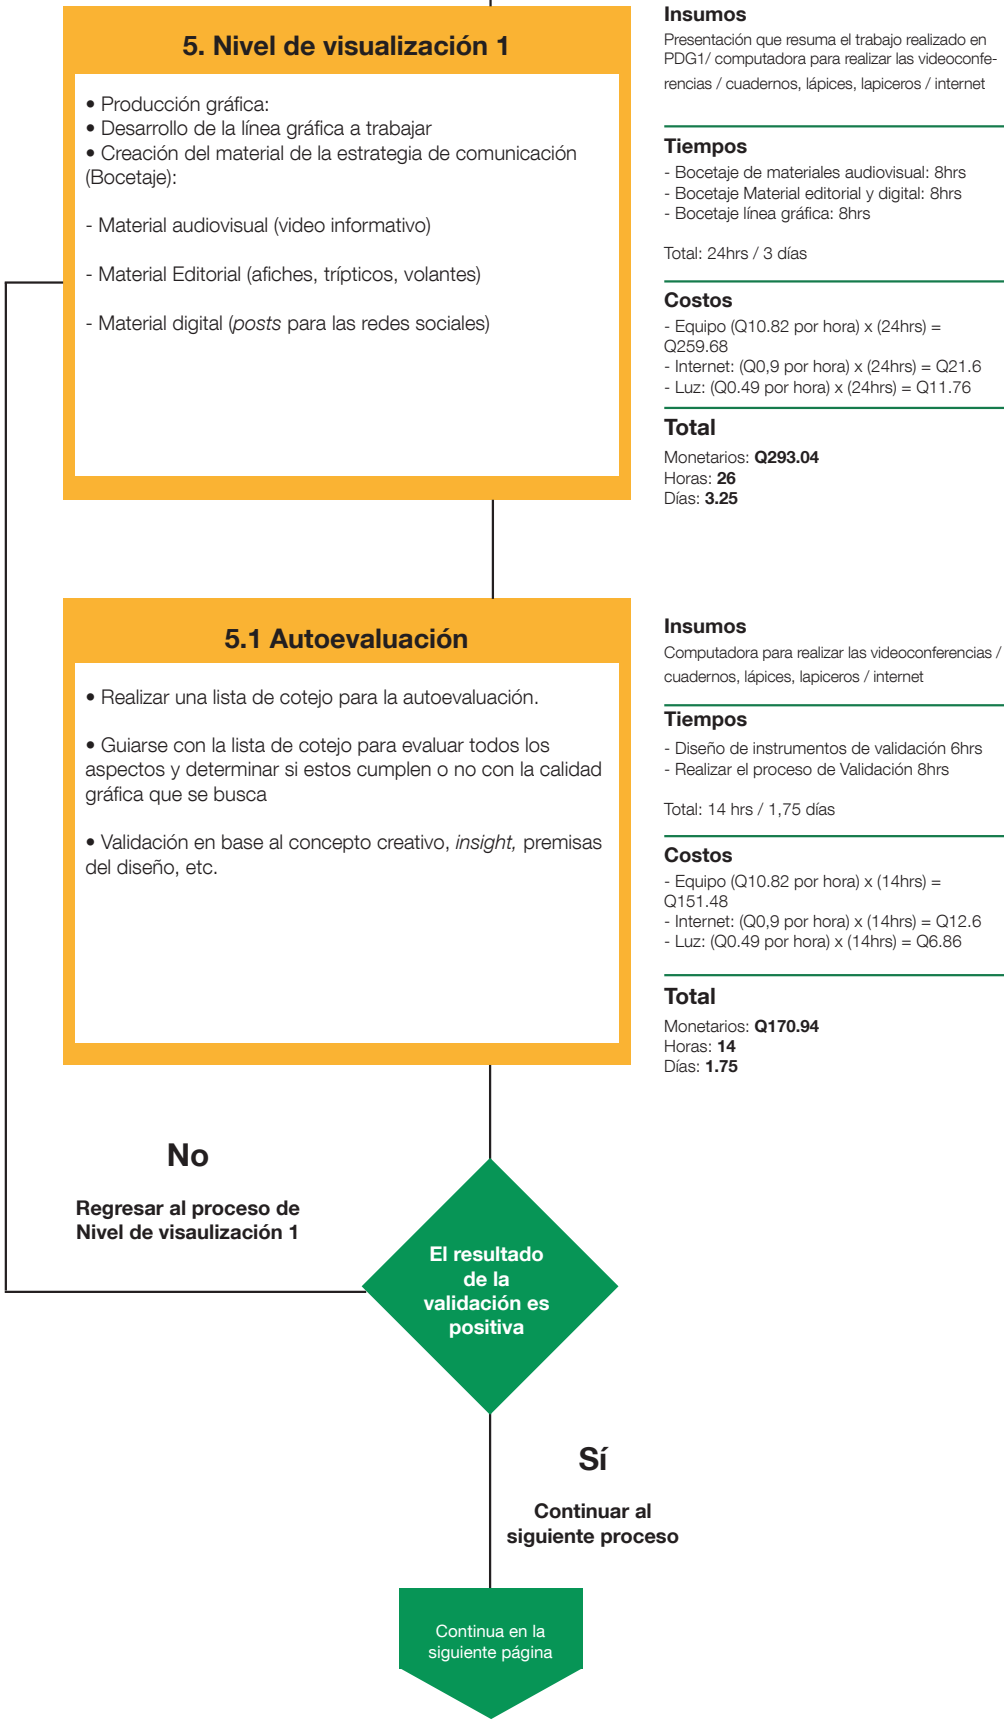 5. Nivel de visualización 1
• Producción gráfica:
• Desarrollo de la línea gráfica a trabajar
• Creación del material de la estrategia de comunicación
(Bocetaje):
- Material audiovisual (video informativo)
- Material Editorial (afiches, trípticos, volantes)
- Material digital (posts para las redes sociales)
Insumos
Presentación que resuma el trabajo realizado en
PDG1/ computadora para realizar las videoconfe-
rencias / cuadernos, lápices, lapiceros / internet
Tiempos
- Bocetaje de materiales audiovisual: 8hrs
- Bocetaje Material editorial y digital: 8hrs
- Bocetaje línea gráfica: 8hrs
Total: 24hrs / 3 días
Costos
- Equipo (Q10.82 por hora) x (24hrs) =
Q259.68
- Internet: (Q0,9 por hora) x (24hrs) = Q21.6
- Luz: (Q0.49 por hora) x (24hrs) = Q11.76
Total
Monetarios: Q293.04
Horas: 26
Días: 3.25
5.1 Autoevaluación
• Realizar una lista de cotejo para la autoevaluación.
• Guiarse con la lista de cotejo para evaluar todos los
aspectos y determinar si estos cumplen o no con la calidad
gráfica que se busca
• Validación en base al concepto creativo, insight, premisas
del diseño, etc.
Insumos
Computadora para realizar las videoconferencias /
cuadernos, lápices, lapiceros / internet
Tiempos
- Diseño de instrumentos de validación 6hrs
- Realizar el proceso de Validación 8hrs
Total: 14 hrs / 1,75 días
Costos
- Equipo (Q10.82 por hora) x (14hrs) =
Q151.48
- Internet: (Q0,9 por hora) x (14hrs) = Q12.6
- Luz: (Q0.49 por hora) x (14hrs) = Q6.86
Total
Monetarios: Q170.94
Horas: 14
Días: 1.75
No
Regresar al proceso de
Nivel de visaulización 1
El resultado
de la
validación es
positiva
Sí
Continuar al
siguiente proceso
Continua en la
siguiente página